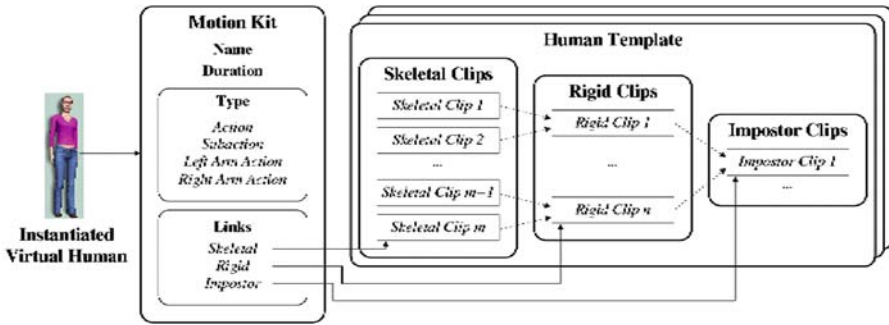 Motion Kit
Name
Duration
Type
Action
Subaction
Left Arm Action
Right Arm Action
Links
Skeletal
Rigid
Impostor
Instantiated
Virtual Human
Human Template
Skeletal Clips
Skeletal Clip 1
Skeletal Clip 2
...
Skeletal Clip m-1
Skeletal Clip m
Rigid Clips
Rigid Clip 1
...
Rigid Clip n
Impostor Clips
Impostor Clip 1
...